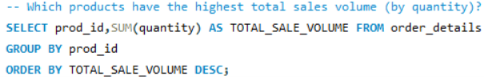 -- Which products have the highest total sales volume (by quantity)?
SELECT prod_id,SUM(quantity) AS TOTAL_SALE_VOLUME FROM order_details
GROUP BY prod_id
ORDER BY TOTAL_SALE_VOLUME DESC;